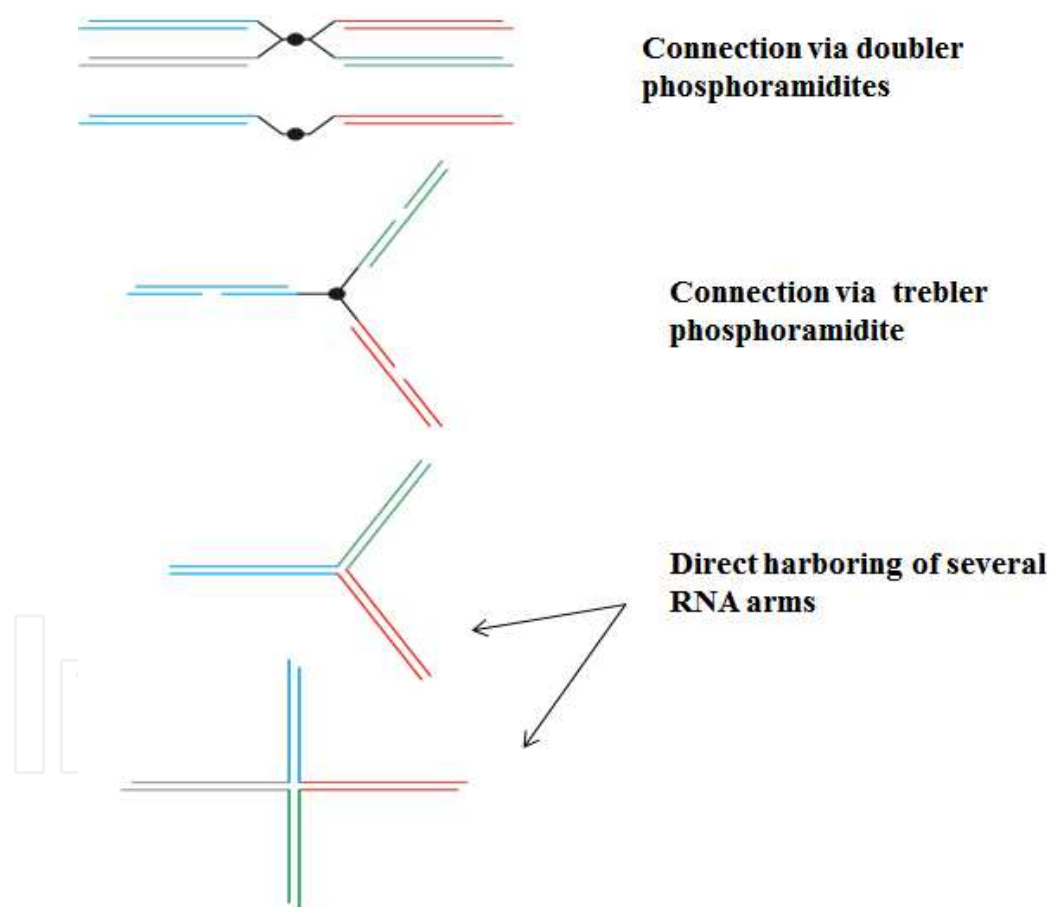 Connection via doubler
phosphoramidites
Connection via trebler
phosphoramidite
Direct harboring of several
RNA arms